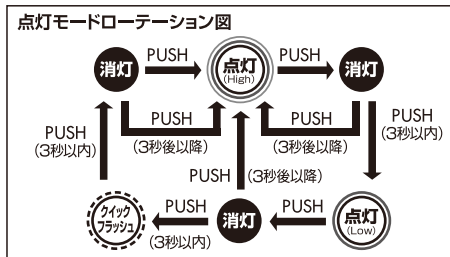 点灯モードローテーション図
消灯
PUSH
点灯
(High)
PUSH
消灯
PUSH
(3秒以内)
PUSH
(3秒後以降)
PUSH
(3秒後以降)
PUSH
(3秒以内)
PUSH
(3秒後以降)
クイック
フラッシュ
PUSH
(3秒以内)
消灯
PUSH
点灯
(Low)